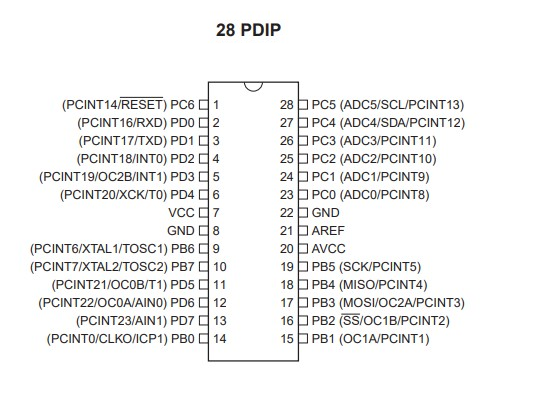 28 PDIP
(PCINT14/RESET) PC6 1 28 PC5 (ADC5/SCL/PCINT13)
(PCINT16/RXD) PD0 2 27 PC4 (ADC4/SDA/PCINT12)
(PCINT17/TXD) PD1 3 26 PC3 (ADC3/PCINT11)
(PCINT18/INT0) PD2 4 25 PC2 (ADC2/PCINT10)
(PCINT19/OC2B/INT1) PD3 5 24 PC1 (ADC1/PCINT9)
(PCINT20/XCK/T0) PD4 6 23 PC0 (ADC0/PCINT8)
VCC 7 22 GND
GND 8 21 AREF
(PCINT6/XTAL1/TOSC1) PB6 9 20 AVCC
(PCINT7/XTAL2/TOSC2) PB7 10 19 PB5 (SCK/PCINT5)
(PCINT21/OC0B/T1) PD5 11 18 PB4 (MISO/PCINT4)
(PCINT22/OC0A/AIN0) PD6 12 17 PB3 (MOSI/OC2A/PCINT3)
(PCINT23/AIN1) PD7 13 16 PB2 (SS/OC1B/PCINT2)
(PCINT0/CLKO/ICP1) PB0 14 15 PB1 (OC1A/PCINT1)